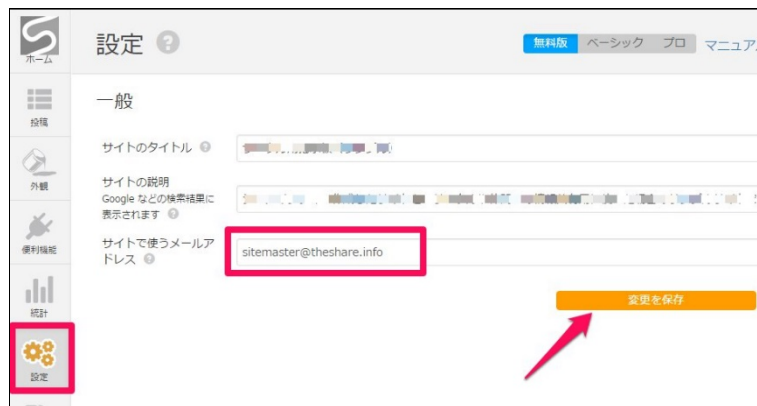 ホーム
設定
無料版 ベーシック プロ マニュア
一般
投稿
サイトのタイトル
外観
サイトの説明
Google などの検索結果に
表示されます
便利機能
サイトで使うメールア
ドレス
sitemaster@theshare.info
変更を保存
統計
設定